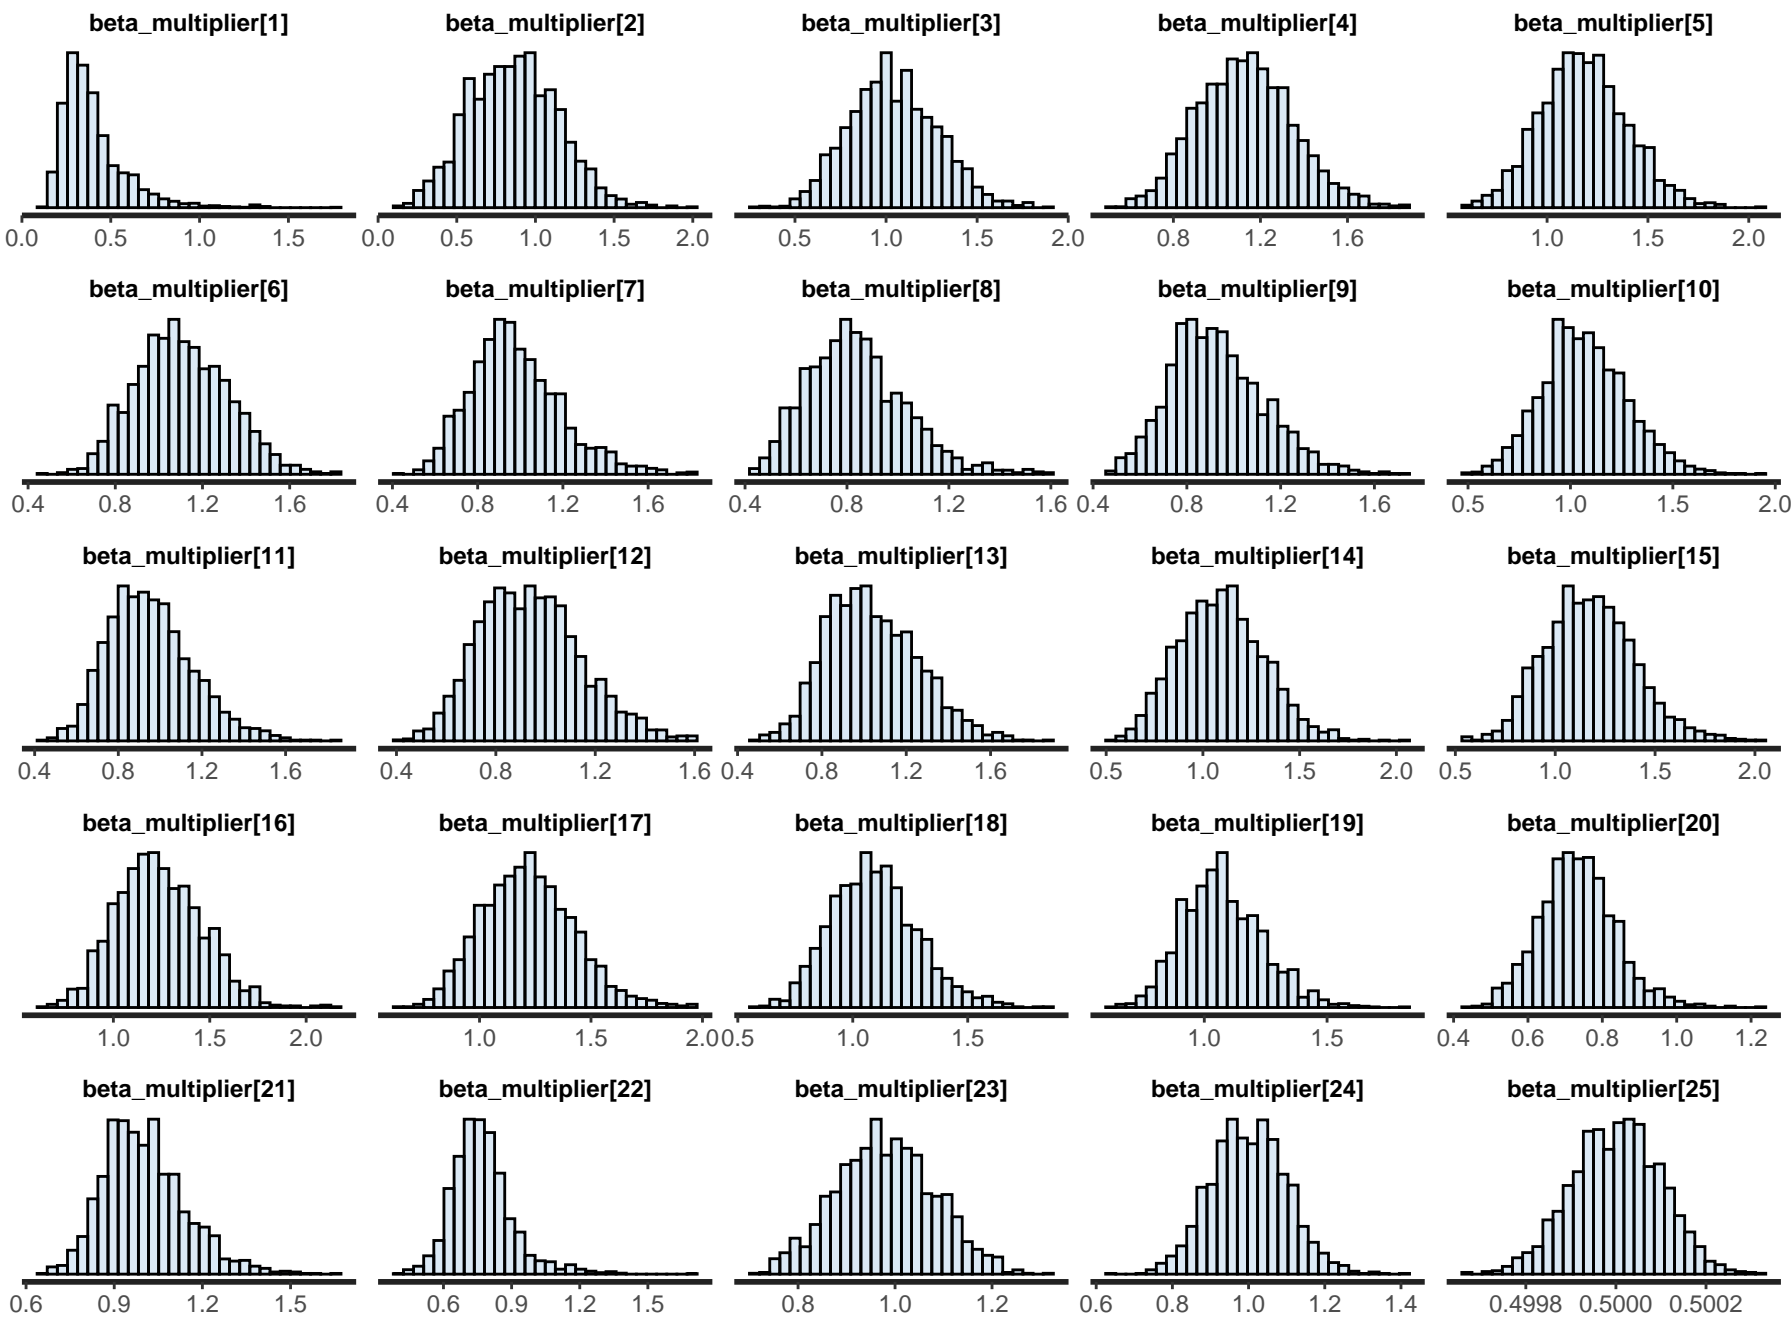 beta_multiplier[1] beta_multiplier[2] beta_multiplier[3] beta_multiplier[4] beta_multiplier[5]
0.0 0.5 1.0 1.5 0.0 0.5 1.0 1.5 2.0 0.5 1.0 1.5 2.0 0.8 1.2 1.6 1.0 1.5 2.0
beta_multiplier[6] beta_multiplier[7] beta_multiplier[8] beta_multiplier[9] beta_multiplier[10]
0.4 0.8 1.2 1.6 0.4 0.8 1.2 1.6 0.4 0.8 1.2 1.6 0.4 0.8 1.2 1.6 0.5 1.0 1.5 2.0
beta_multiplier[11] beta_multiplier[12] beta_multiplier[13] beta_multiplier[14] beta_multiplier[15]
0.4 0.8 1.2 1.6 0.4 0.8 1.2 1.6 0.4 0.8 1.2 1.6 0.5 1.0 1.5 2.0 0.5 1.0 1.5 2.0
beta_multiplier[16] beta_multiplier[17] beta_multiplier[18] beta_multiplier[19] beta_multiplier[20]
1.0 1.5 2.0 1.0 1.5 2.0 0.5 1.0 1.5 1.0 1.5 0.4 0.6 0.8 1.0 1.2
beta_multiplier[21] beta_multiplier[22] beta_multiplier[23] beta_multiplier[24] beta_multiplier[25]
0.6 0.9 1.2 1.5 0.6 0.9 1.2 1.5 0.8 1.0 1.2 0.6 0.8 1.0 1.2 1.4 0.4998 0.5000 0.5002